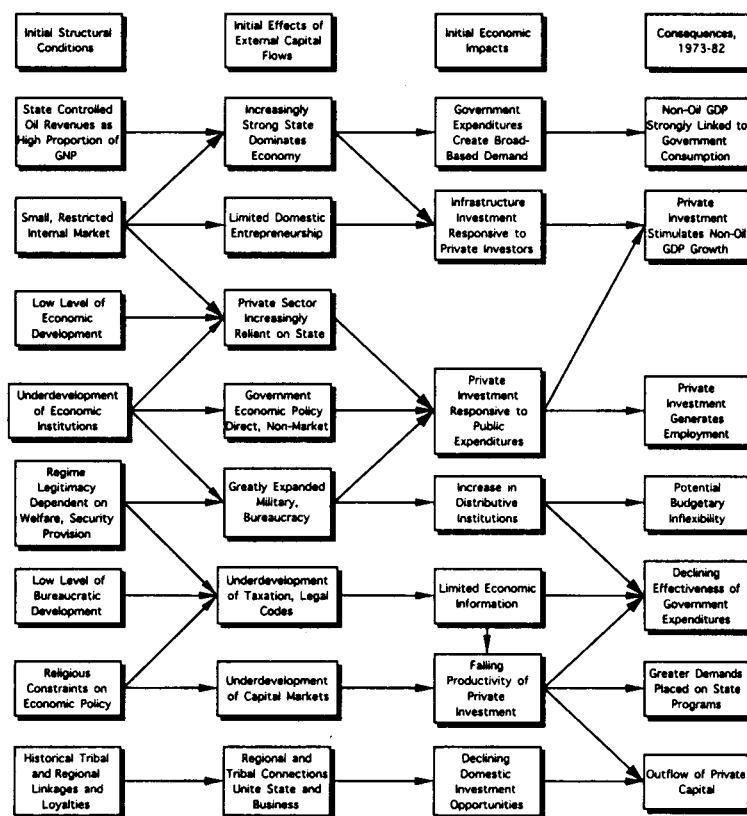 Initial Structural
Conditions
Initial Effects of
External Capital
Flows
Initial Economic
Impacts
Consequences,
1973-82
State Controlled
Oil Revenues as
High Proportion of
GNP
Increasingly
Strong State
Dominates
Economy
Government
Expenditures
Create Broad-
Based Demand
Non-Oil GDP
Strongly Linked to
Government
Consumption
Small, Restricted
Internal Market
Limited Domestic
Entrepreneurship
Infrastructure
Investment
Responsive to
Private Investors
Private
Investment
Stimulates Non-Oil
GDP Growth
Low Level of
Economic
Development
Private Sector
Increasingly
Reliant on State
Underdevelopment
of Economic
Institutions
Government
Economic Policy
Direct, Non-Market
Private
Investment
Responsive to
Public
Expenditures
Private
Investment
Generates
Employment
Regime
Legitimacy
Dependent on
Welfare, Security
Provision
Greatly Expanded
Military,
Bureaucracy
Increase in
Distributive
Institutions
Potential
Budgetary
Inflexibility
Low Level of
Bureaucratic
Development
Underdevelopment
of Taxation, Legal
Codes
Limited Economic
Information
Declining
Effectiveness of
Government
Expenditures
Religious
Constraints on
Economic Policy
Underdevelopment
of Capital Markets
Falling
Productivity of
Private
Investment
Greater Demands
Placed on State
Programs
Historical Tribal
and Regional
Linkages and
Loyalties
Regional and
Tribal Connections
Unite State and
Business
Declining
Domestic
Investment
Opportunities
Outflow of Private
Capital